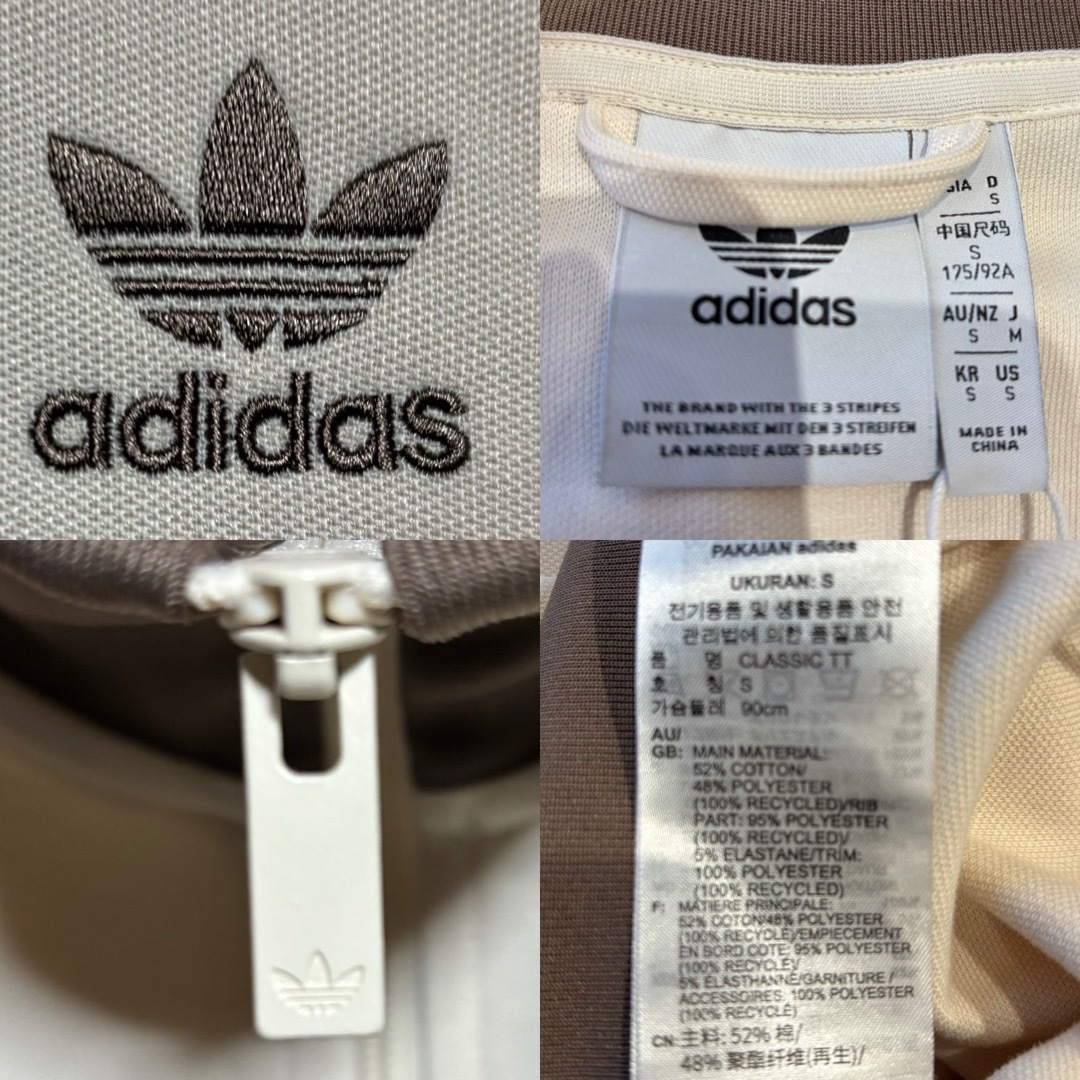 adidas
adidas
THE BRAND WITH THE 3 STRIPES
DIE WELTMARKE MIT DEN 3 STREIFEN
LA MARQUE AUX 3 BANDES
D
S
中国尺码
S
175/92A
AU/NZ J
S M
KR US
S S
MADE IN
CHINA
PAKAIAN adidas
UKURAN: S
전기용품 및 생활용품 안전
관리법에 의한 품질표시
품 명 CLASSIC TT
호 칭 S
가슴둘레 90cm
AU/
GB: MAIN MATERIAL:
52% COTTON/
48% POLYESTER
(100% RECYCLED)/RIB
PART: 95% POLYESTER
(100% RECYCLED)/
5% ELASTANE/TRIM:
100% POLYESTER
(100% RECYCLED)
F: MATIERE PRINCIPALE:
52% COTON/48% POLYESTER
(100% RECYCLÉ)/EMPIECEMENT
EN BORD COTE: 95% POLYESTER
(100% RECYCLÉ)/
5% ELASTHANNE/GARNITURE /
ACCESSOIRES: 100% POLYESTER
(100% RECYCLÉ)
CN: 主料: 52% 棉/
48% 聚酯纤维(再生)/